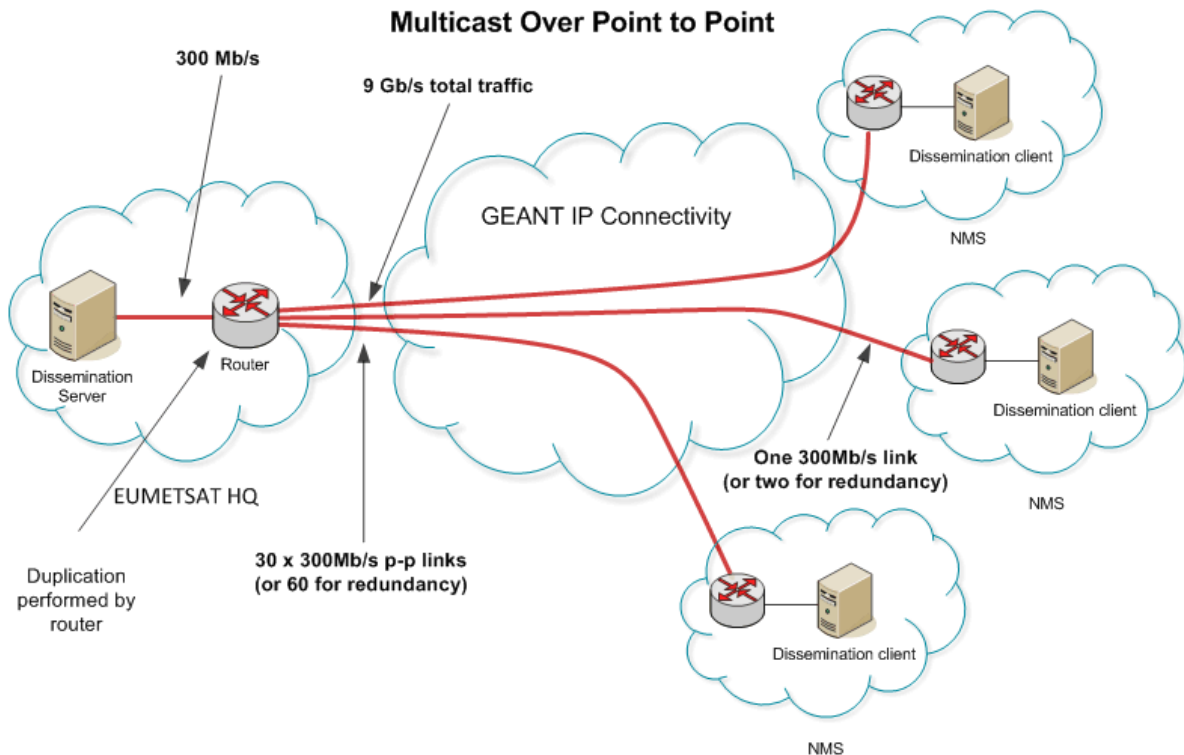 Multicast Over Point to Point
300 Mb/s
9 Gb/s total traffic
Dissemination client
NMS
GEANT IP Connectivity
Router
Dissemination
Server
Dissemination client
NMS
One 300Mb/s link
(or two for redundancy)
EUMETSAT HQ
30 x 300Mb/s p-p links
(or 60 for redundancy)
Duplication
performed by
router
Dissemination client
NMS